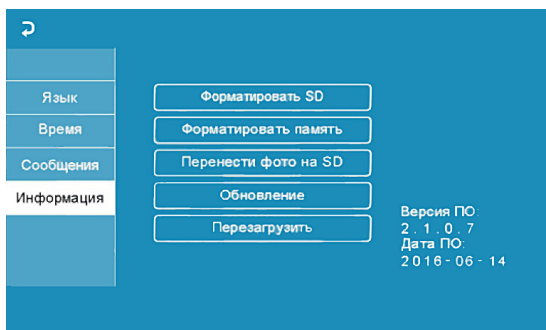 Язык
Время
Сообщения
Информация
Форматировать SD
Форматировать память
Перенести фото на SD
Обновление
Перезагрузить
Версия ПО:
2.1.0.7
Дата ПО:
2016-06-14